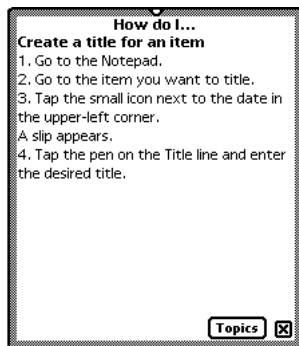 How do I...
Create a title for an item
1. Go to the Notepad.
2. Go to the item you want to title.
3. Tap the small icon next to the date in
the upper-left corner.
A slip appears.
4. Tap the pen on the Title line and enter
the desired title.
Topics